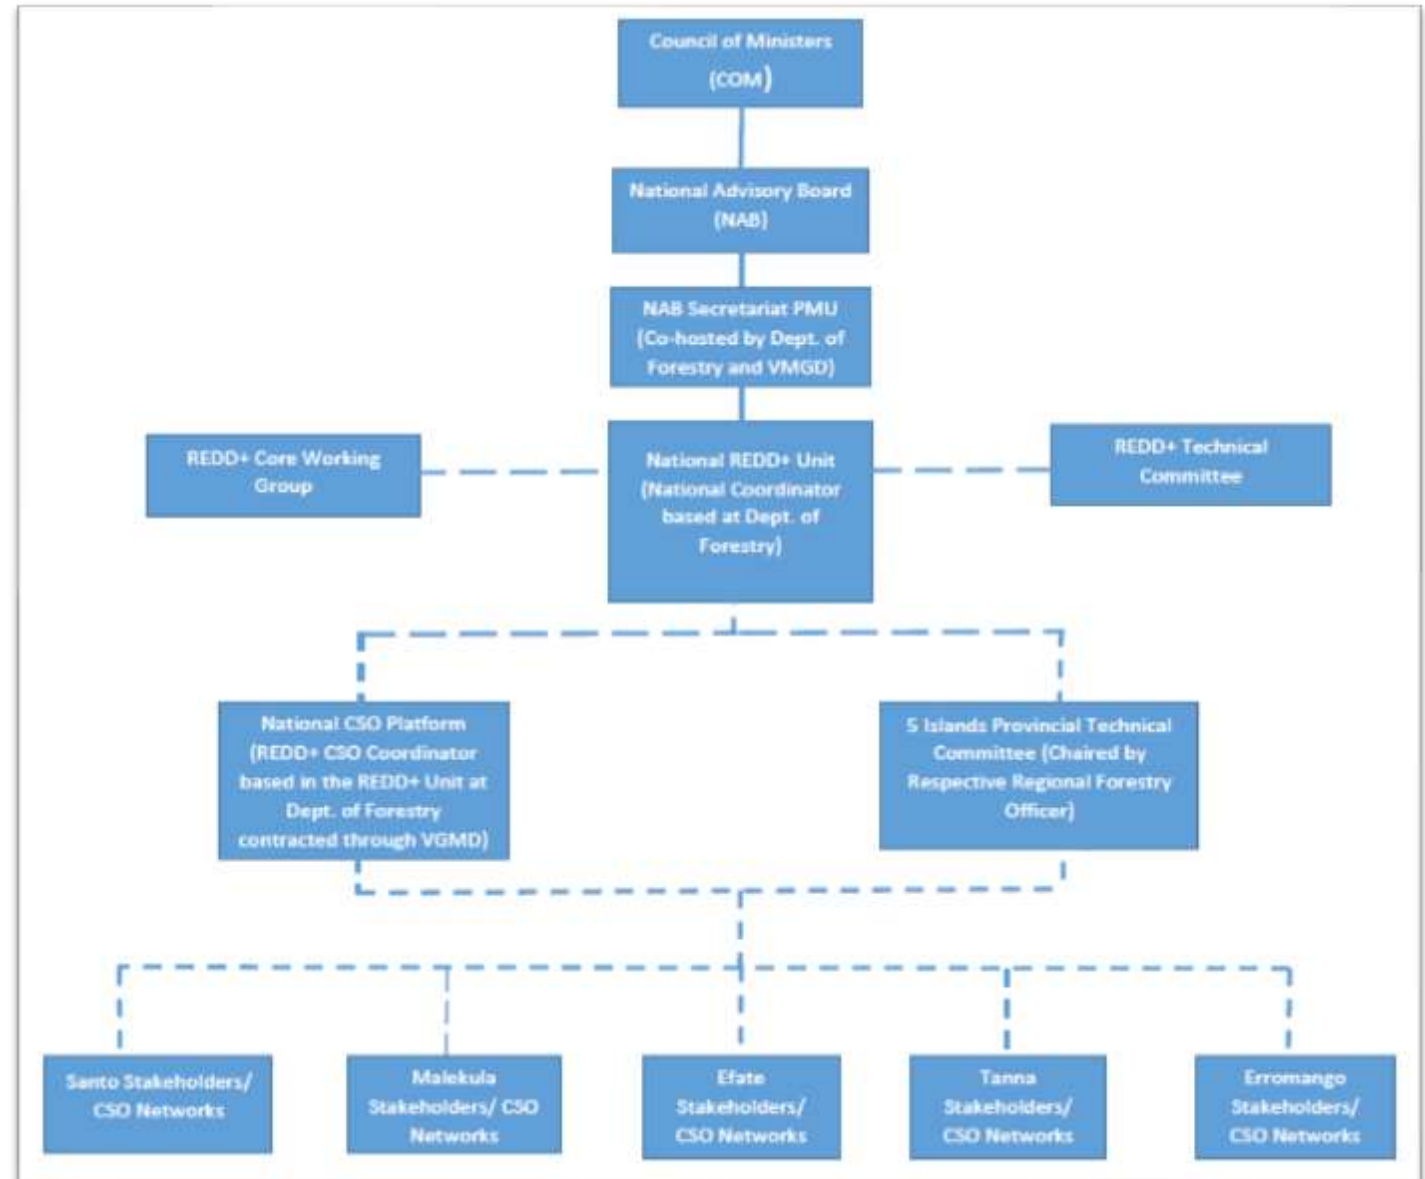 Council of Ministers
(COM)
National Advisory Board
(NAB)
NAB Secretariat PMU
(Co-hosted by Dept. of
Forestry and VMGD)
REDD+ Core Working
Group
National REDD+ Unit
(National Coordinator
based at Dept. of
Forestry)
REDD+ Technical
Committee
National CSO Platform
(REDD+ CSO Coordinator
based in the REDD+ Unit at
Dept. of Forestry
contracted through VGMD)
5 Islands Provincial Technical
Committee (Chaired by
Respective Regional Forestry
Officer)
Santo Stakeholders/
CSO Networks
Malekula
Stakeholders/ CSO
Networks
Efate
Stakeholders/
CSO Networks
Tanna
Stakeholders/
CSO Networks
Erromango
Stakeholders/
CSO Networks